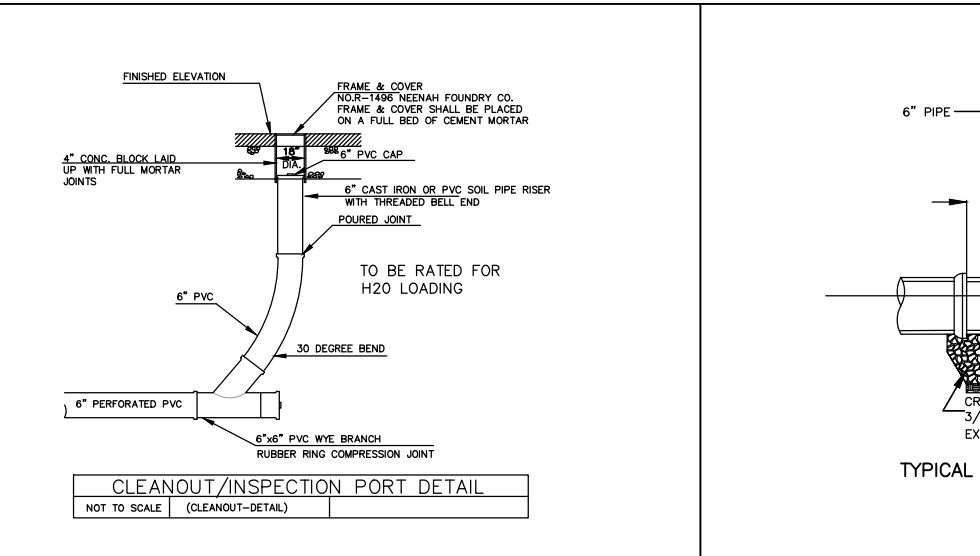 FINISHED ELEVATION
FRAME & COVER
NO.R-1496 NEENAH FOUNDRY CO.
FRAME & COVER SHALL BE PLACED
ON A FULL BED OF CEMENT MORTAR
4" CONC. BLOCK LAID
UP WITH FULL MORTAR
JOINTS
18"
DIA.
6" PVC CAP
6" CAST IRON OR PVC SOIL PIPE RISER
WITH THREADED BELL END
POURED JOINT
TO BE RATED FOR
H20 LOADING
6" PVC
30 DEGREE BEND
6" PERFORATED PVC
6"x6" PVC WYE BRANCH
RUBBER RING COMPRESSION JOINT
CLEANOUT/INSPECTION PORT DETAIL
NOT TO SCALE
(CLEANOUT-DETAIL)
6" PIPE
CR
3/
EX
TYPICAL